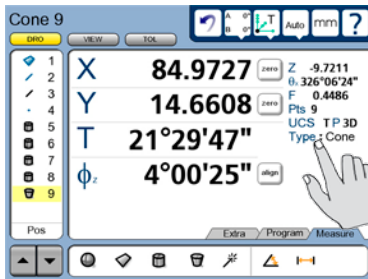 Cone 9
A 0°
B 0°
T
Auto
mm
?
DRO
VIEW
TOL
1
2
3
4
5
6
7
8
9
Pos
X 84.9727 zero
Y 14.6608 zero
T 21°29'47"
ϕz 4°00'25" align
Z -9.7211
θz 326°06'24"
F 0.4486
Pts 9
UCS T P 3D
Type : Cone
Extra
Program
Measure